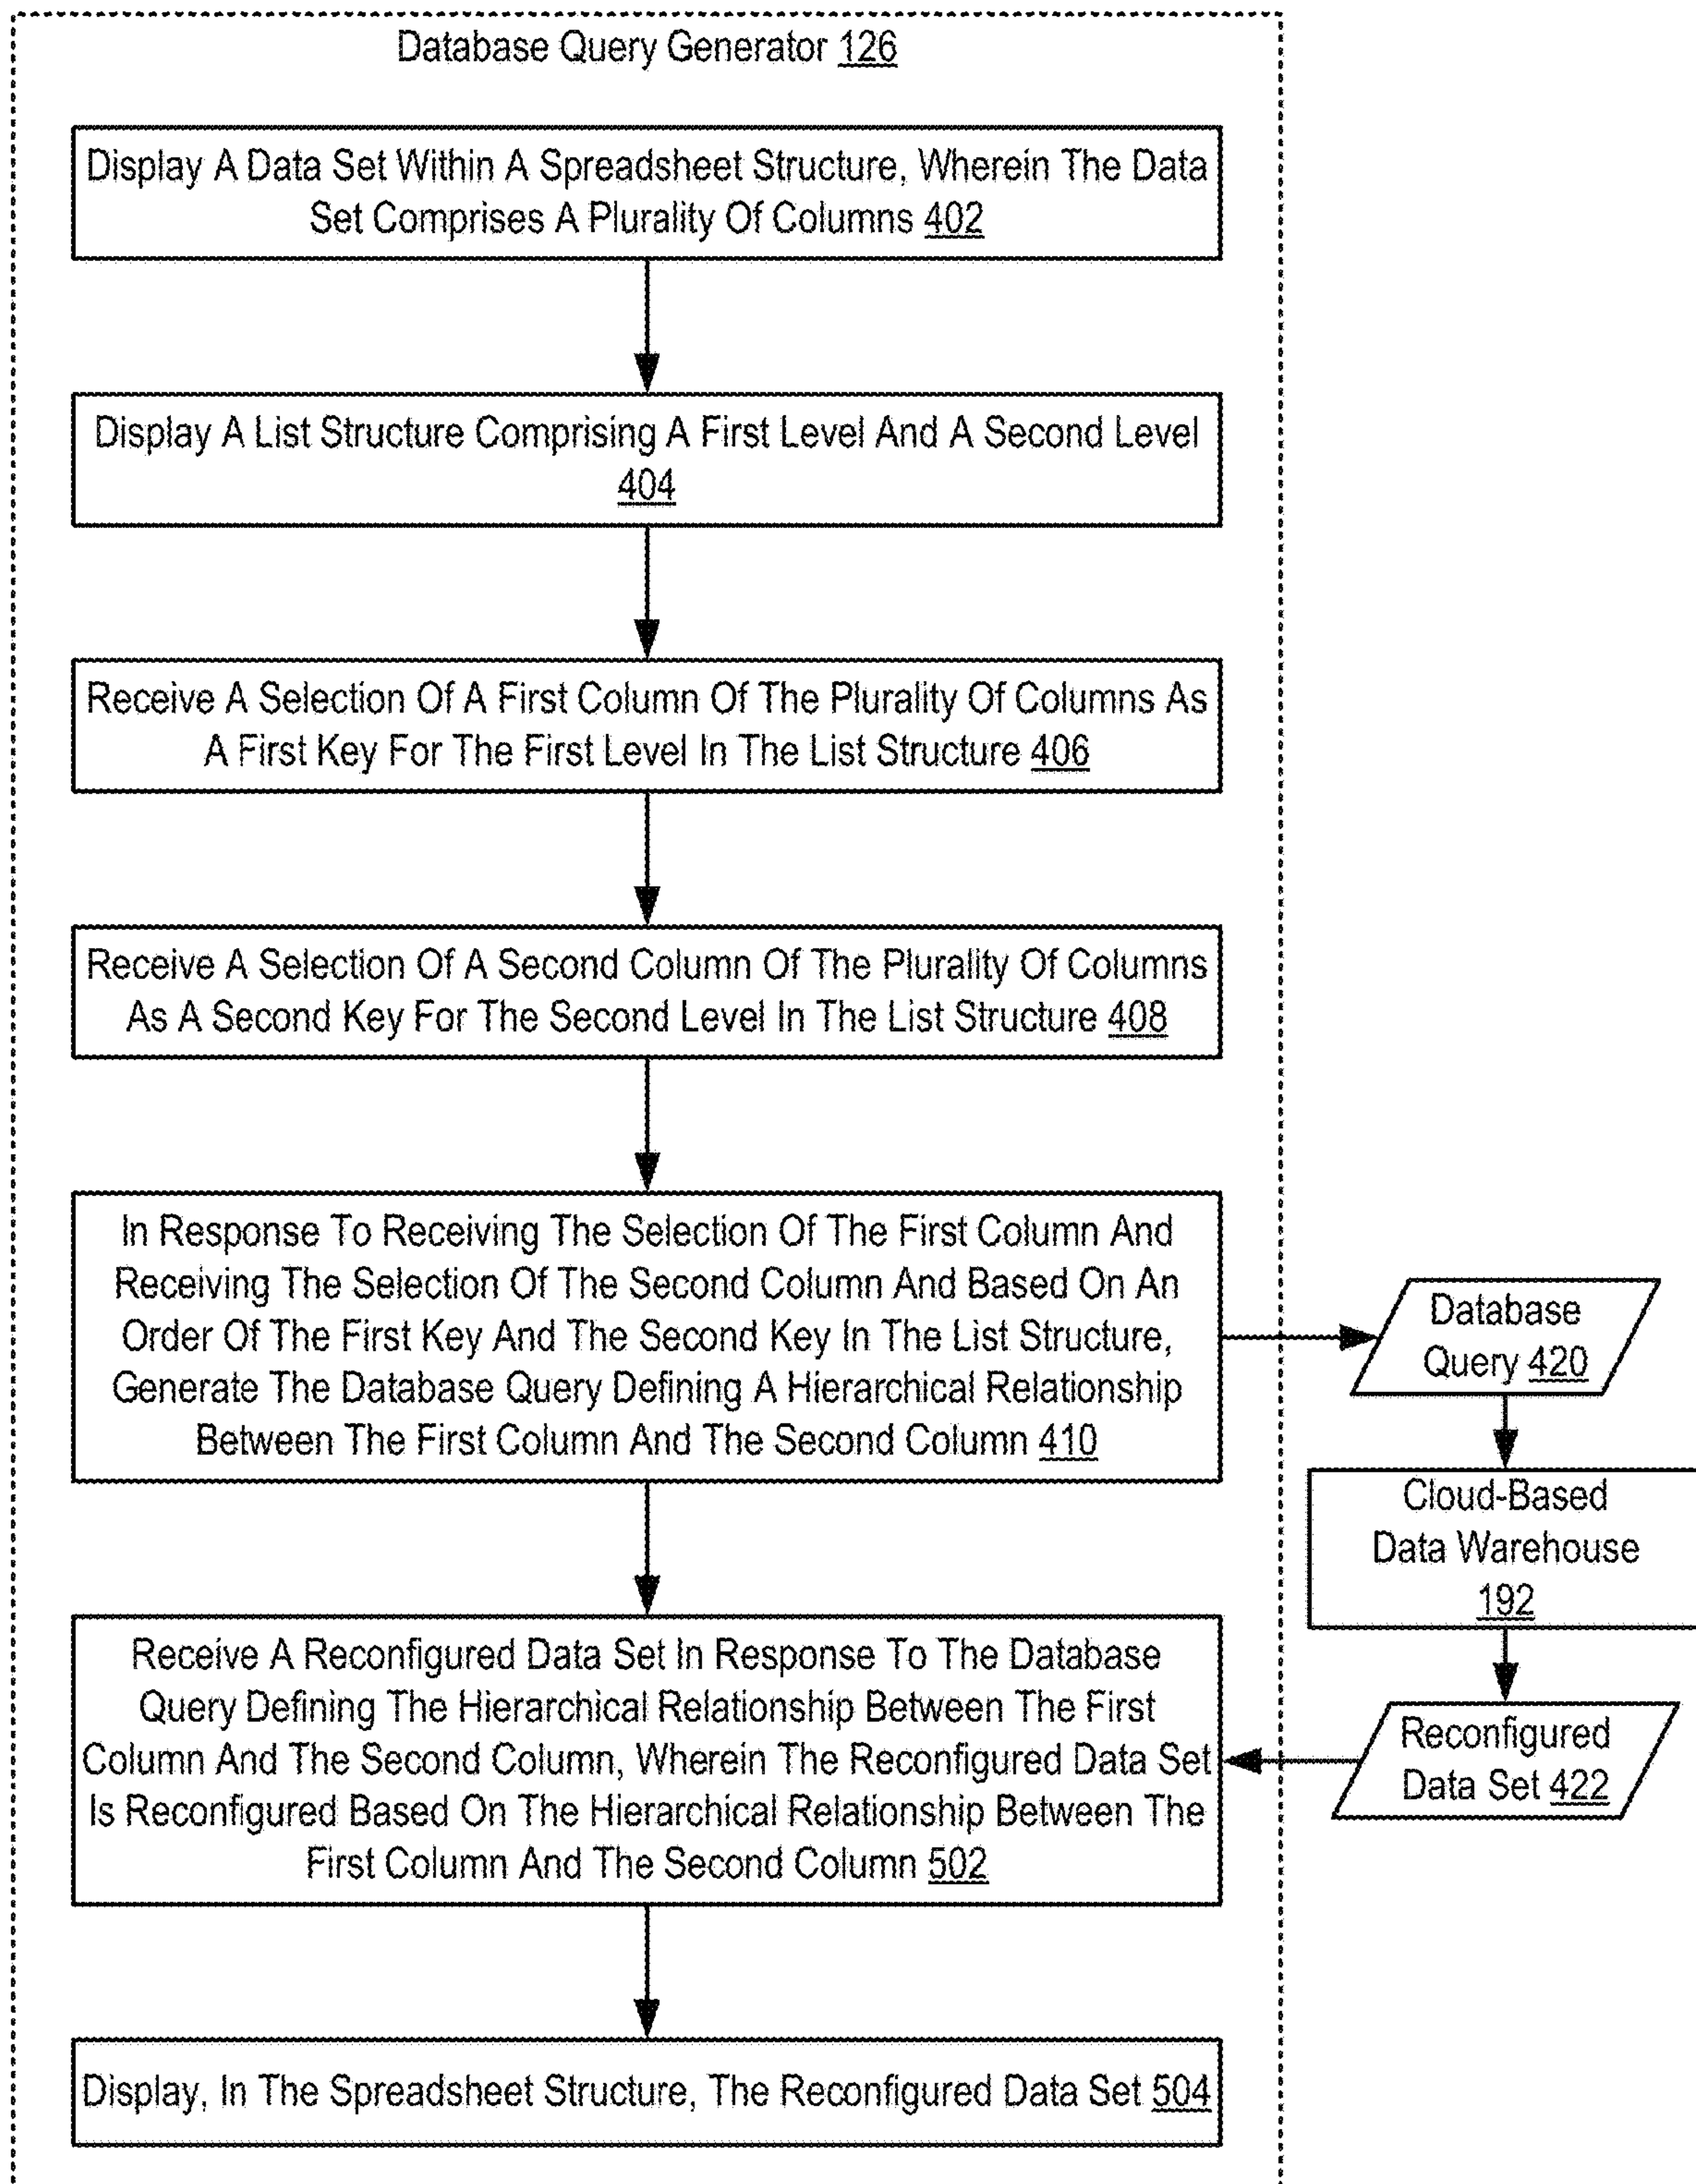 Database Query Generator 126
Display A Data Set Within A Spreadsheet Structure, Wherein The Data
Set Comprises A Plurality Of Columns 402
Display A List Structure Comprising A First Level And A Second Level
404
Receive A Selection Of A First Column Of The Plurality Of Columns As
A First Key For The First Level In The List Structure 406
Receive A Selection Of A Second Column Of The Plurality Of Columns
As A Second Key For The Second Level In The List Structure 408
In Response To Receiving The Selection Of The First Column And
Receiving The Selection Of The Second Column And Based On An
Order Of The First Key And The Second Key In The List Structure,
Generate The Database Query Defining A Hierarchical Relationship
Between The First Column And The Second Column 410
Database
Query 420
Cloud-Based
Data Warehouse
192
Reconfigured
Data Set 422
Receive A Reconfigured Data Set In Response To The Database
Query Defining The Hierarchical Relationship Between The First
Column And The Second Column, Wherein The Reconfigured Data Set
Is Reconfigured Based On The Hierarchical Relationship Between The
First Column And The Second Column 502
Display, In The Spreadsheet Structure, The Reconfigured Data Set 504